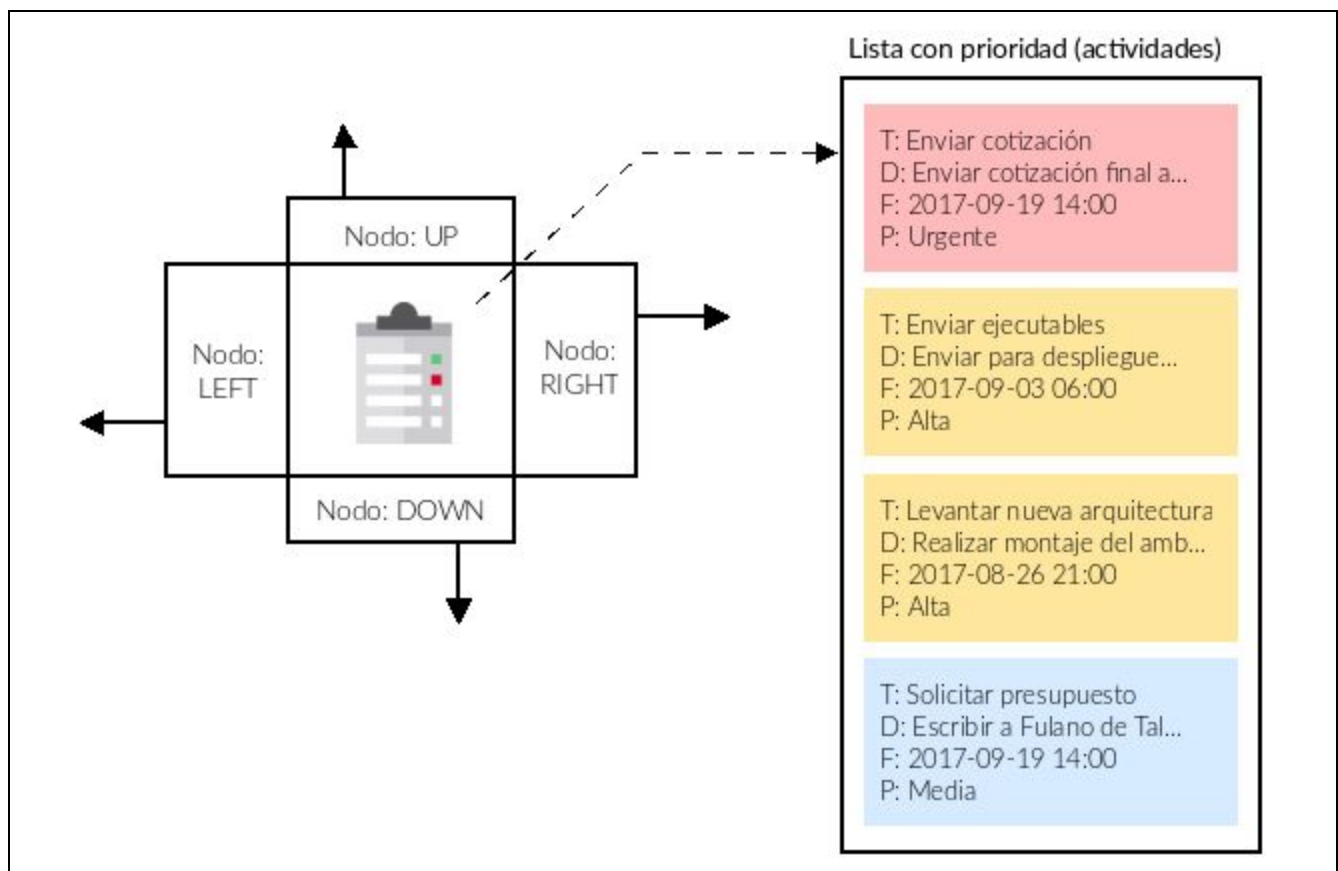 Lista con prioridad (actividades)
Nodo: UP
Nodo:
LEFT
Nodo:
RIGHT
Nodo: DOWN
T: Enviar cotización
D: Enviar cotización final a...
F: 2017-09-19 14:00
P: Urgente
T: Enviar ejecutables
D: Enviar para despliegue...
F: 2017-09-03 06:00
P: Alta
T: Levantar nueva arquitectura
D: Realizar montaje del amb...
F: 2017-08-26 21:00
P: Alta
T: Solicitar presupuesto
D: Escribir a Fulano de Tal...
F: 2017-09-19 14:00
P: Media